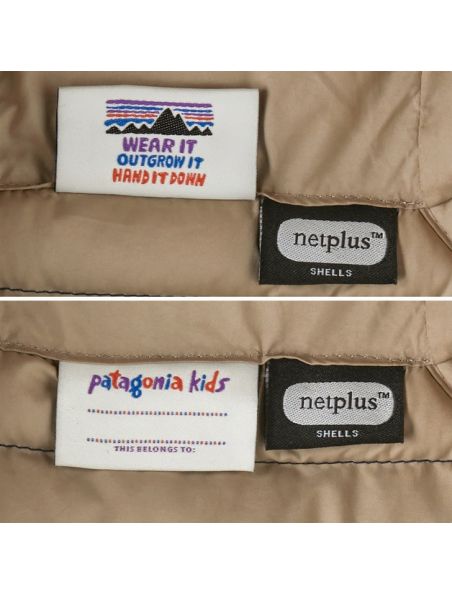 WEAR IT
OUTGROW IT
HAND IT DOWN
netplus™
SHELLS
patagonia kids
THIS BELONGS TO:
netplus™
SHELLS